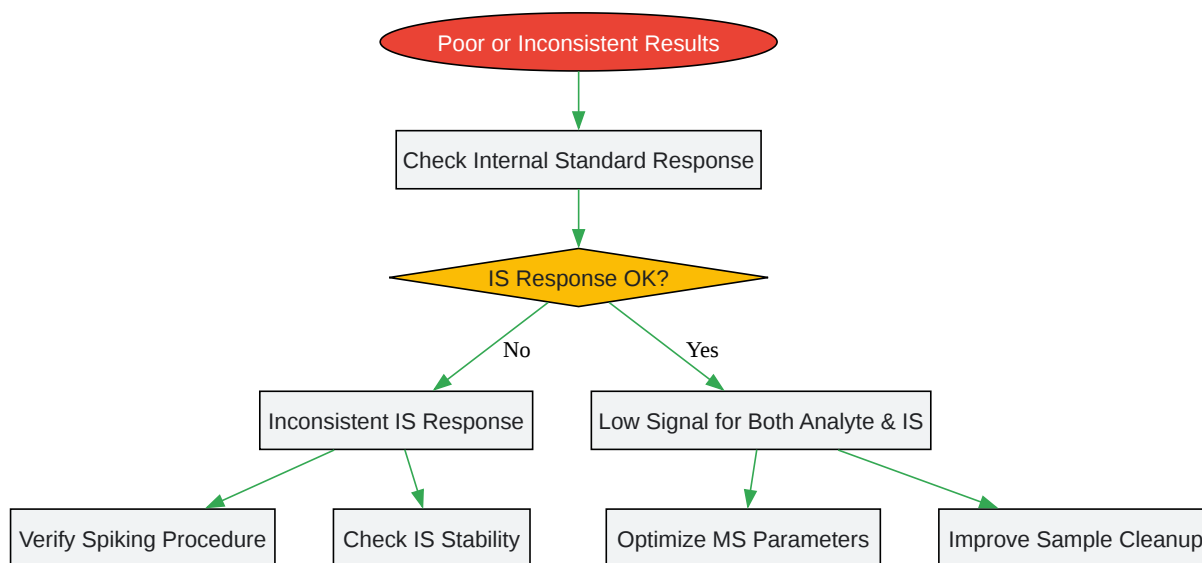 Poor or Inconsistent Results
Check Internal Standard Response
IS Response OK?
No
Yes
Inconsistent IS Response
Low Signal for Both Analyte & IS
Verify Spiking Procedure
Check IS Stability
Optimize MS Parameters
Improve Sample Cleanup